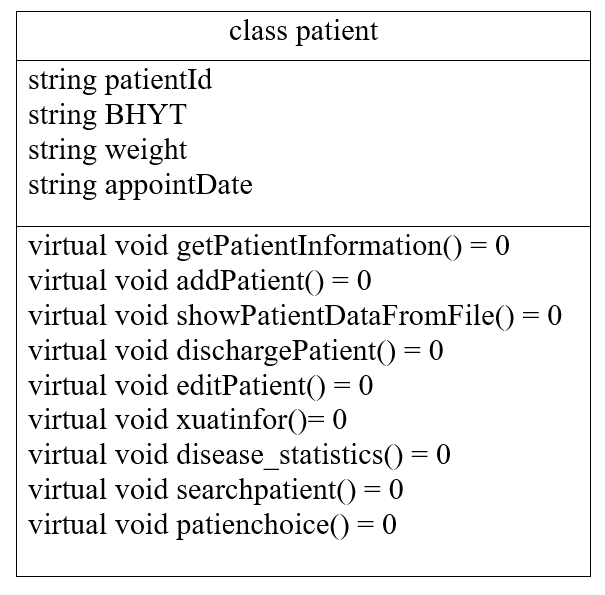 class patient
string patientId
string BHYT
string weight
string appointDate
virtual void getPatientInformation() = 0
virtual void addPatient() = 0
virtual void showPatientDataFromFile() = 0
virtual void dischargePatient() = 0
virtual void editPatient() = 0
virtual void xuatinfor()= 0
virtual void disease_statistics() = 0
virtual void searchpatient() = 0
virtual void patienchoice() = 0